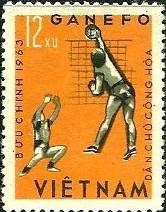 GANEFO
12 XU
BƯU CHÍNH 1963
DÂN CHỦ CỘNG HÒA
VIỆTNAM